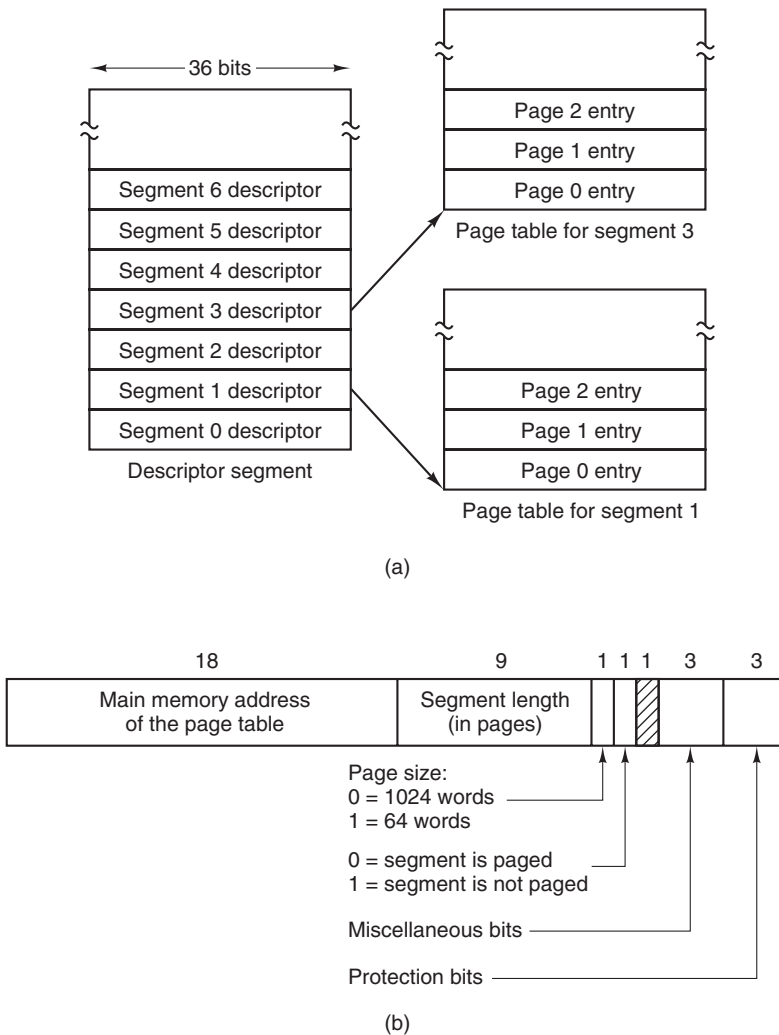 36 bits
Segment 6 descriptor
Segment 5 descriptor
Segment 4 descriptor
Segment 3 descriptor
Segment 2 descriptor
Segment 1 descriptor
Segment 0 descriptor
Descriptor segment
Page 2 entry
Page 1 entry
Page 0 entry
Page table for segment 3
Page 2 entry
Page 1 entry
Page 0 entry
Page table for segment 1
(a)
18 9 1 1 1 3 3
Main memory address
of the page table
Segment length
(in pages)
Page size:
0 = 1024 words
1 = 64 words
0 = segment is paged
1 = segment is not paged
Miscellaneous bits
Protection bits
(b)